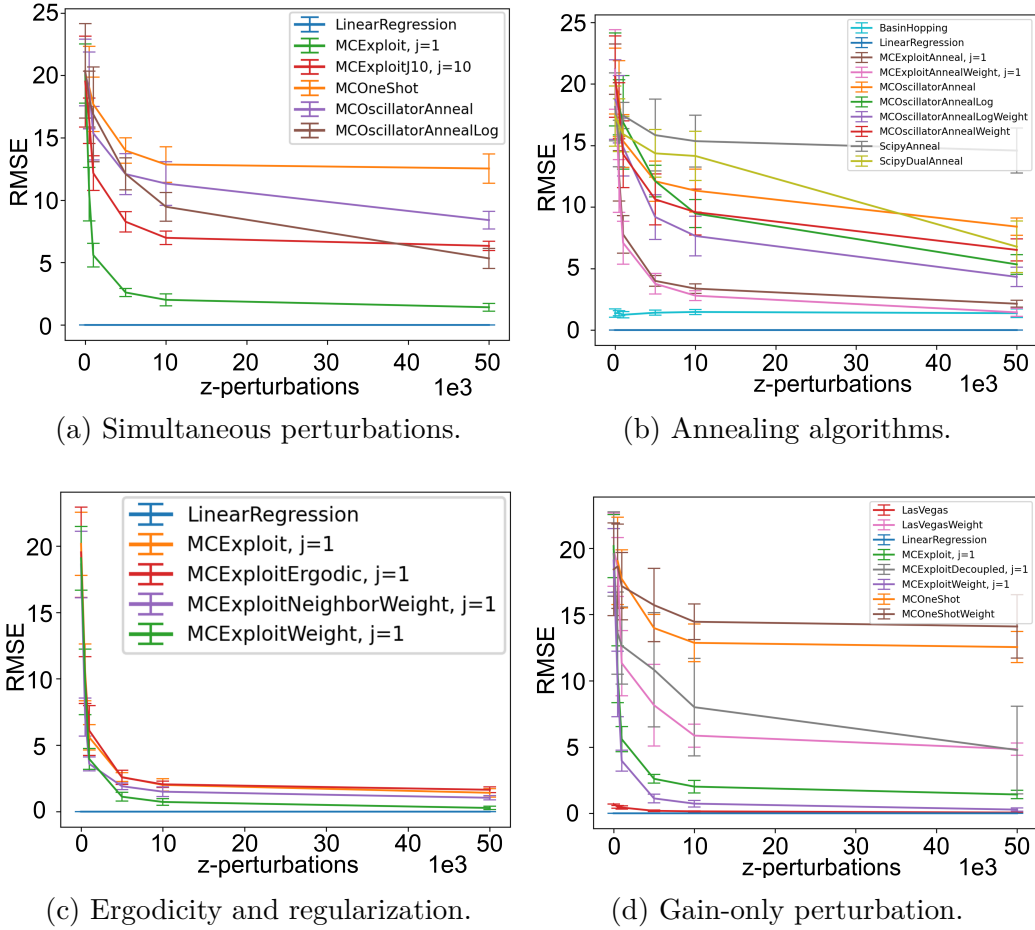 25
20
15
10
5
0
RMSE
LinearRegression
MCExploit, j=1
MCExploitJ10, j=10
MCOneShot
MCOscillatorAnneal
MCOscillatorAnnealLog
0 10 20 30 40 50
z-perturbations 1e3
(a) Simultaneous perturbations.
25
20
15
10
5
0
RMSE
BasinHopping
LinearRegression
MCExploitAnneal, j=1
MCExploitAnnealWeight, j=1
MCOscillatorAnneal
MCOscillatorAnnealLog
MCOscillatorAnnealLogWeight
MCOscillatorAnnealWeight
ScipyAnneal
ScipyDualAnneal
0 10 20 30 40 50
z-perturbations 1e3
(b) Annealing algorithms.
20
15
10
5
0
RMSE
LinearRegression
MCExploit, j=1
MCExploitErgodic, j=1
MCExploitNeighborWeight, j=1
MCExploitWeight, j=1
0 10 20 30 40 50
z-perturbations 1e3
(c) Ergodicity and regularization.
20
15
10
5
0
RMSE
LasVegas
LasVegasWeight
LinearRegression
MCExploit, j=1
MCExploitDecoupled, j=1
MCExploitWeight, j=1
MCOneShot
MCOneShotWeight
0 10 20 30 40 50
z-perturbations 1e3
(d) Gain-only perturbation.